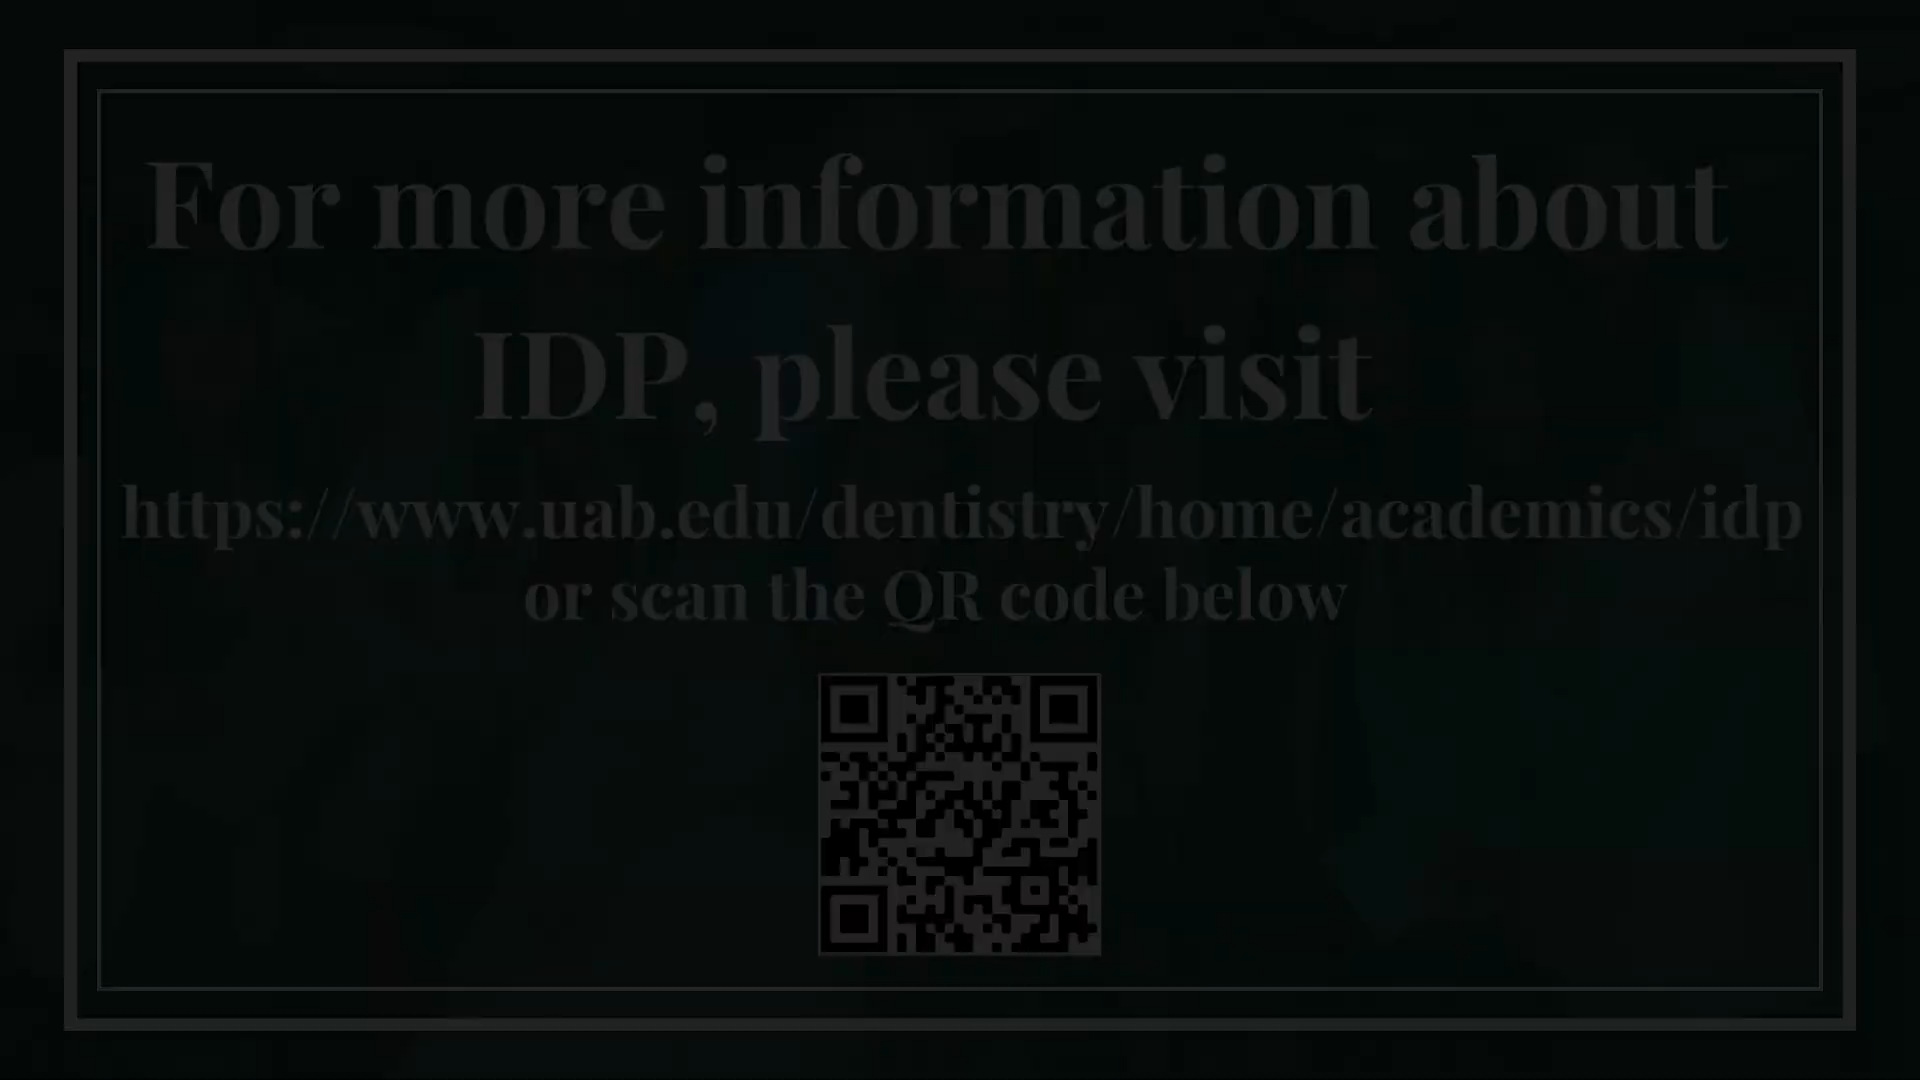 For more information about
IDP, please visit
https://www.uab.edu/dentistry/home/academics/idp
or scan the QR code below